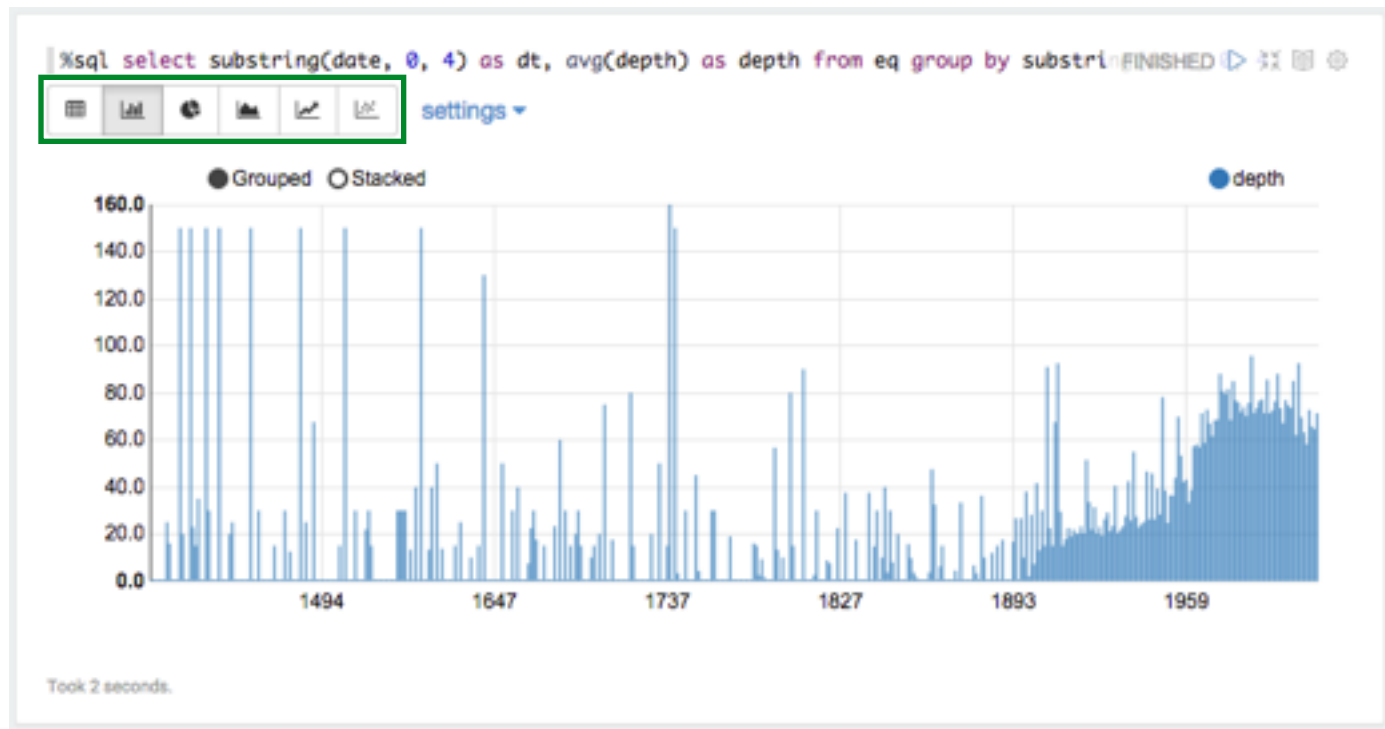 %sql select substring(date, 0, 4) as dt, avg(depth) as depth from eq group by substri FINISHED
settings
Grouped Stacked depth
160.0
140.0
120.0
100.0
80.0
60.0
40.0
20.0
0.0
1494 1647 1737 1827 1893 1959
Took 2 seconds.